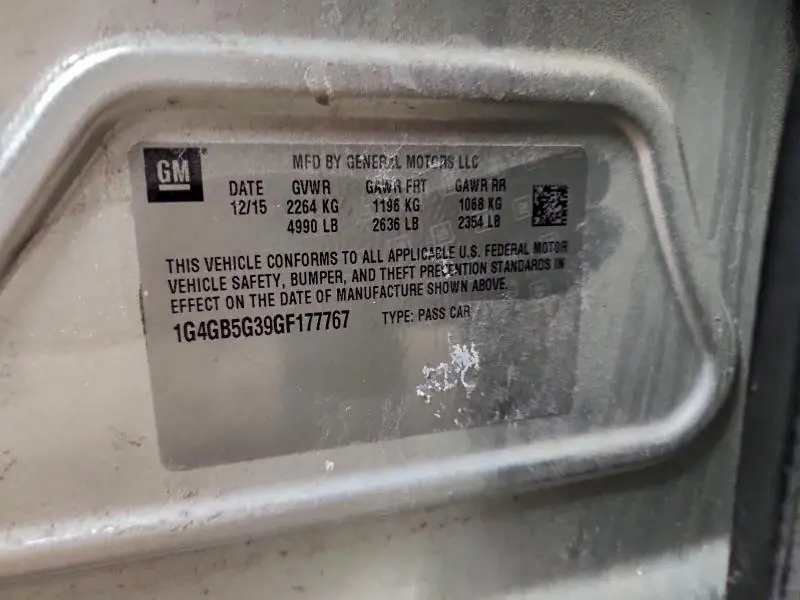 GM
MFD BY GENERAL MOTORS LLC
DATE GVWR GAWR FRT GAWR RR
12/15 2264 KG 1196 KG 1068 KG
4990 LB 2636 LB 2354 LB
THIS VEHICLE CONFORMS TO ALL APPLICABLE U.S. FEDERAL MOTOR
VEHICLE SAFETY, BUMPER, AND THEFT PREVENTION STANDARDS IN
EFFECT ON THE DATE OF MANUFACTURE SHOWN ABOVE.
1G4GB5G39GF177767 TYPE: PASS CAR